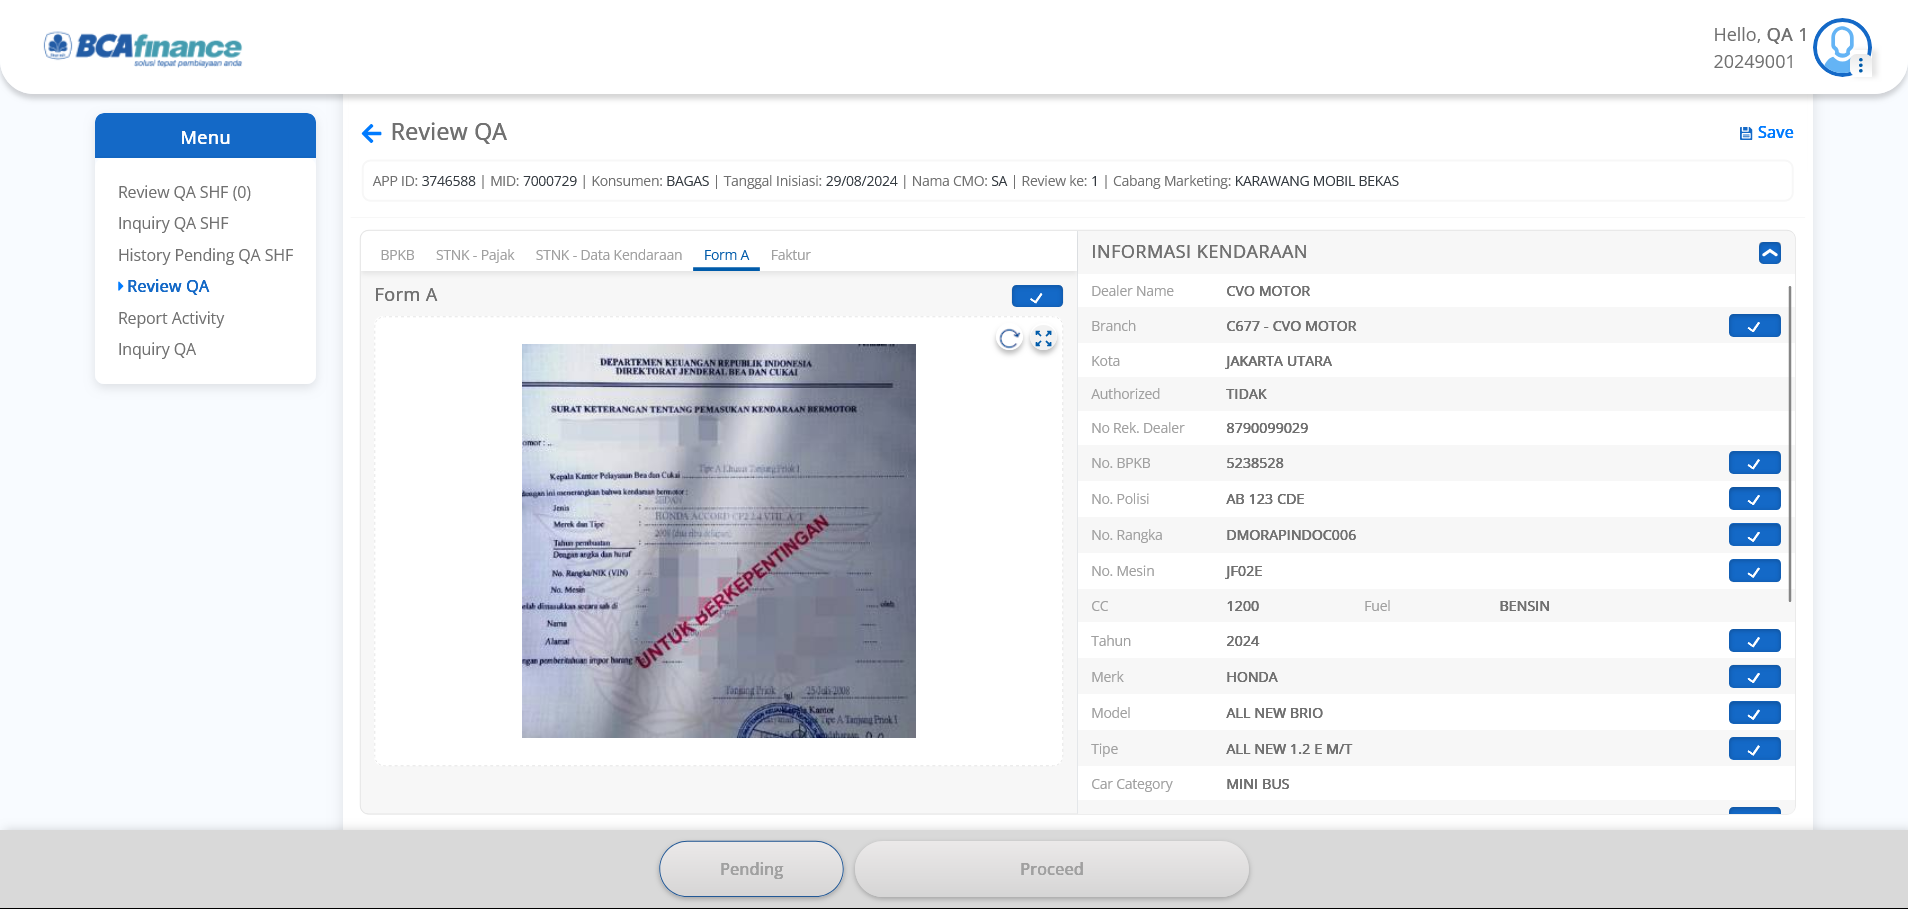 BCAfinance
solusi tepat pembiayaan anda
Hello, QA 1
20249001
Menu
Review QA SHF (0)
Inquiry QA SHF
History Pending QA SHF
Review QA
Report Activity
Inquiry QA
Review QA
Save
APP ID: 3746588 | MID: 7000729 | Konsumen: BAGAS | Tanggal Inisiasi: 29/08/2024 | Nama CMO: SA | Review ke: 1 | Cabang Marketing: KARAWANG MOBIL BEKAS
BPKB STNK - Pajak STNK - Data Kendaraan Form A Faktur
Form A
DEPARTEMEN KEUANGAN REPUBLIK INDONESIA
DIREKTORAT JENDERAL BEA DAN CUKAI
SURAT KETERANGAN TENTANG PEMASUKAN KENDARAAN BERMOTOR
omor : ..
Kepala Kantor Pelayanan Bea dan Cukai Tipe A Khusus Tanjung Priok I
dengan ini menerangkan bahwa kendaraan bermotor :
Jenis : SEDAN
Merek dan Tipe : HONDA ACCORD CP2 2.4 VTIL A/T
Tahun pembuatan : 2008 (dua ribu delapan)
Dengan angka dan huruf
No. Rangka/NIK (VIN) :
No. Mesin :
elah dimasukkan secara sah di oleh:
Nama :
Alamat :
ngan pemberitahuan impor barang
UNTUK BERKEPENTINGAN
Tanjung Priok tgl. 25 July 2008
Kepala Kantor
Tipe A Tanjung Priok I
INFORMASI KENDARAAN
Dealer Name CVO MOTOR
Branch C677 - CVO MOTOR
Kota JAKARTA UTARA
Authorized TIDAK
No Rek. Dealer 8790099029
No. BPKB 5238528
No. Polisi AB 123 CDE
No. Rangka DMORAPINDOC006
No. Mesin JF02E
CC 1200 Fuel BENSIN
Tahun 2024
Merk HONDA
Model ALL NEW BRIO
Tipe ALL NEW 1.2 E M/T
Car Category MINI BUS
Pending
Proceed